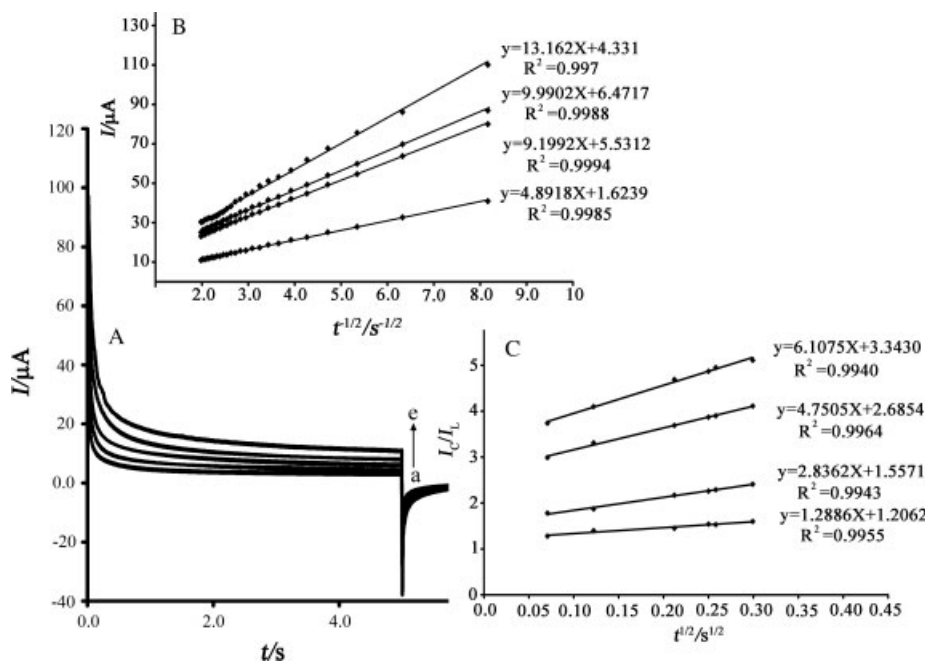 B
I/μA
130
110
90
70
50
30
10
2.0 3.0 4.0 5.0 6.0 7.0 8.0 9.0 10
t-1/2/s-1/2
y=13.162X+4.331
R2 =0.997
y=9.9902X+6.4717
R2 =0.9988
y=9.1992X+5.5312
R2 =0.9994
y=4.8918X+1.6239
R2 =0.9985
A
I/μA
120
100
80
60
40
20
0.0
-20
-40
0.0 2.0 4.0
t/s
e
a
C
IC/IL
5
4
3
2
1
0
0.0 0.05 0.10 0.15 0.20 0.25 0.30 0.35 0.40 0.45
t1/2/s1/2
y=6.1075X+3.3430
R2 =0.9940
y=4.7505X+2.6854
R2 =0.9964
y=2.8362X+1.5571
R2 =0.9943
y=1.2886X+1.2062
R2 =0.9955